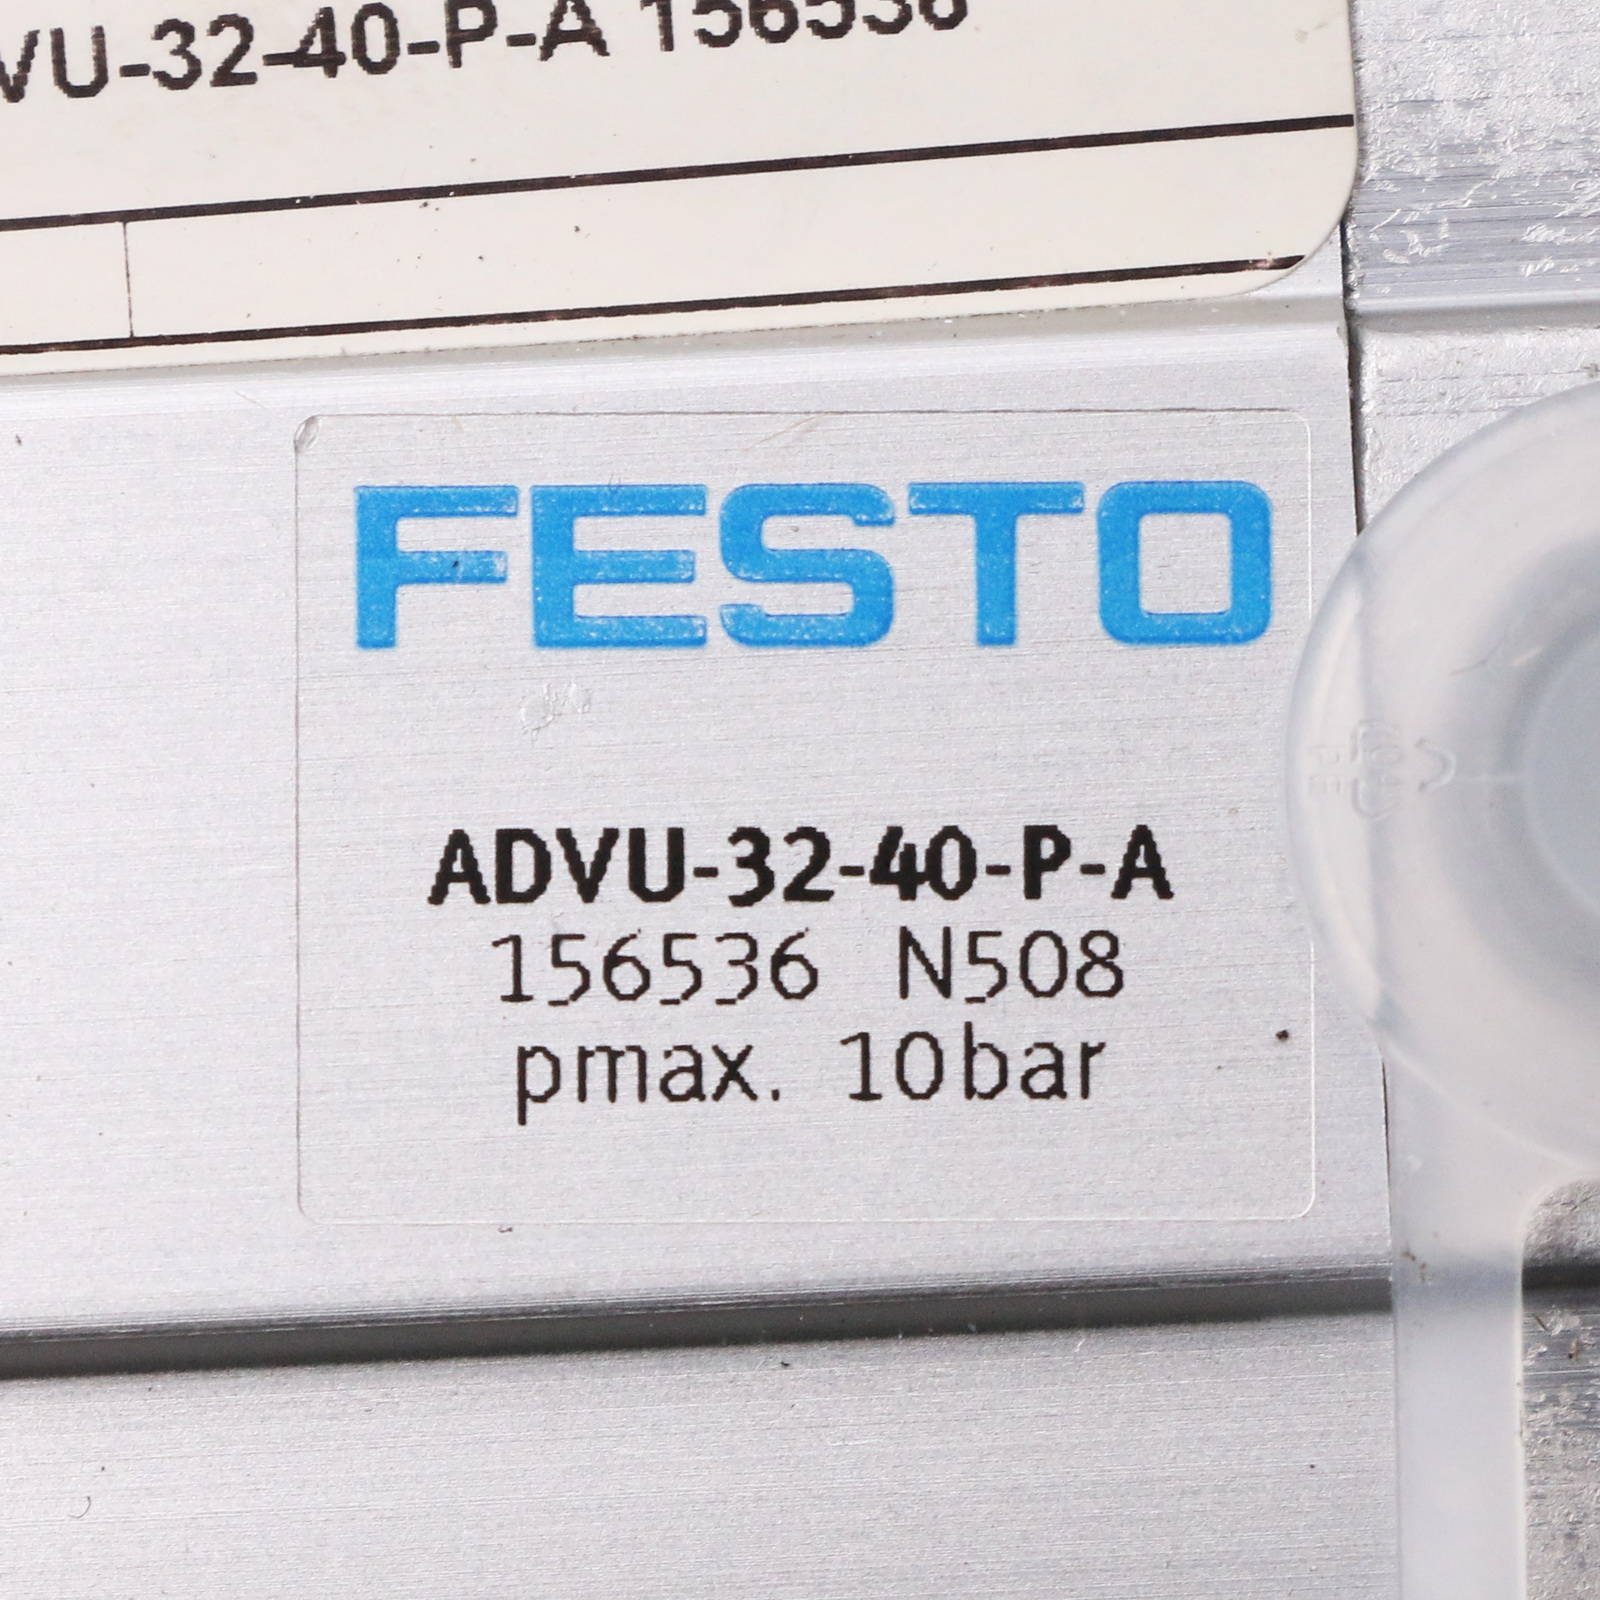 VU-32-40-P-A 156536
FESTO
ADVU-32-40-P-A
156536 N508
pmax. 10bar